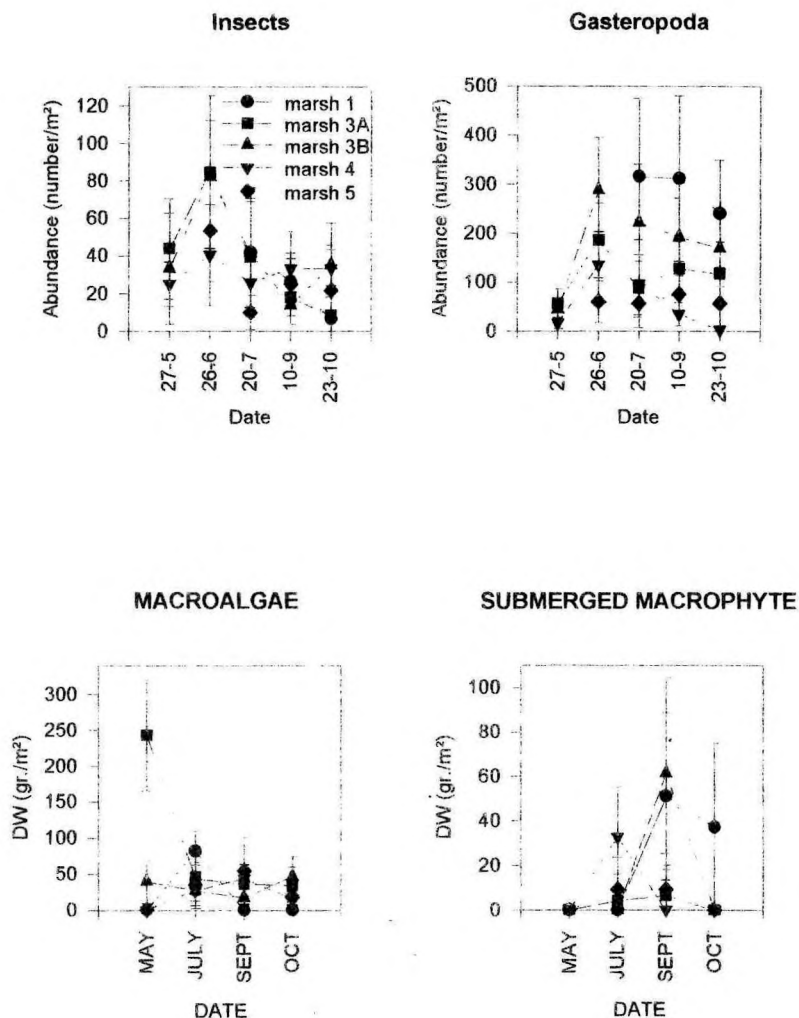 Insects
Abundance (number/m²)
120
100
80
60
40
20
0
marsh 1
marsh 3A
marsh 3B
marsh 4
marsh 5
27-5
26-6
20-7
10-9
23-10
Date
Gasteropoda
Abundance (number/m²)
500
400
300
200
100
0
27-5
26-6
20-7
10-9
23-10
Date
MACROALGAE
DW (gr./m²)
300
250
200
150
100
50
0
MAY
JULY
SEPT
OCT
DATE
SUBMERGED MACROPHYTE
DW (gr./m²)
100
80
60
40
20
0
MAY
JULY
SEPT
OCT
DATE